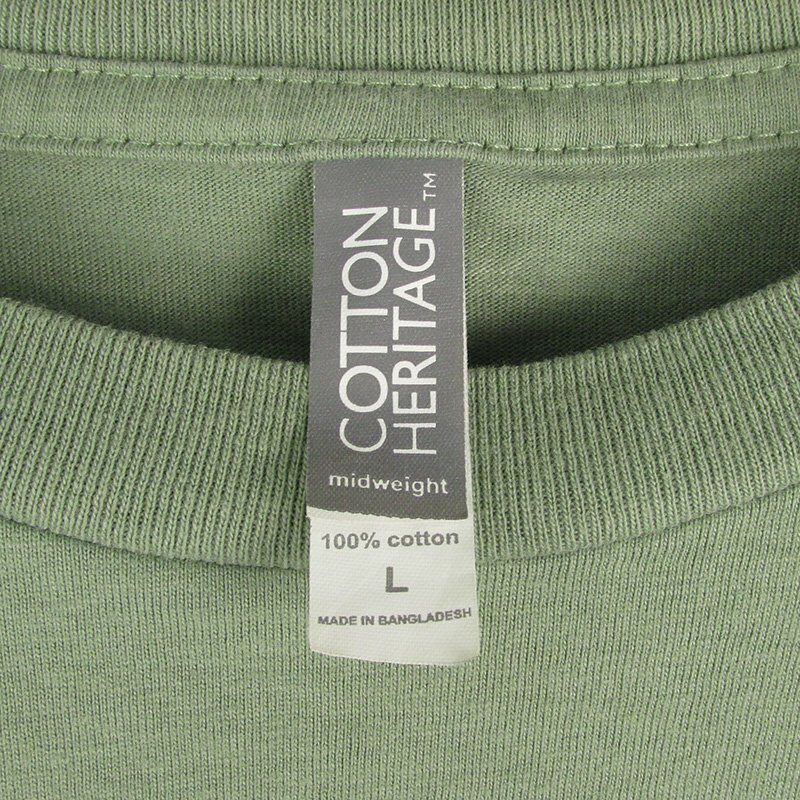 COTTON
HERITAGE™
midweight
100% cotton
L
MADE IN BANGLADESH